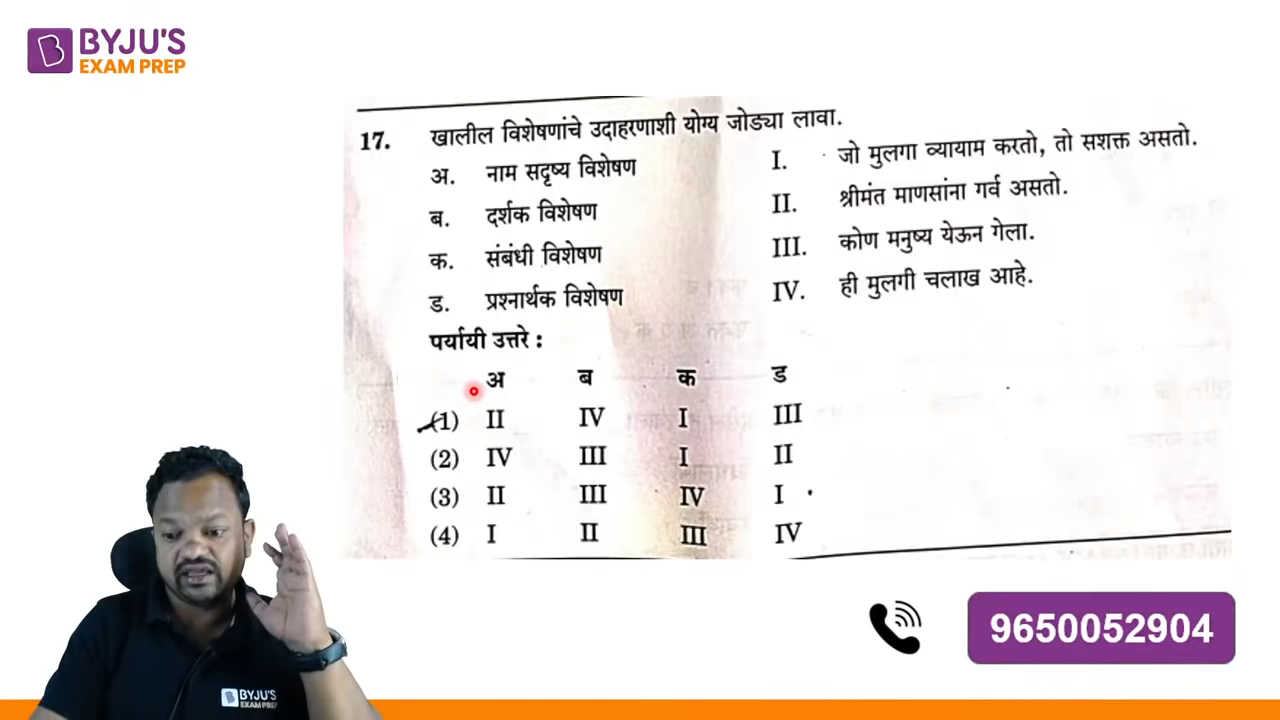 BYJU'S
EXAM PREP
17. खालील विशेषणांचे उदाहरणाशी योग्य जोड्या लावा.
अ. नाम सदृष्य विशेषण I. जो मुलगा व्यायाम करतो, तो सशक्त असतो.
ब. दर्शक विशेषण II. श्रीमंत माणसांना गर्व असतो.
क. संबंधी विशेषण III. कोण मनुष्य येऊन गेला.
ड. प्रश्नार्थक विशेषण IV. ही मुलगी चलाख आहे.
पर्यायी उत्तरे :
अ ब क ड
(1) II IV I III
(2) IV III I II
(3) II III IV I
(4) I II III IV
9650052904
BYJU'S
EXAM PREP